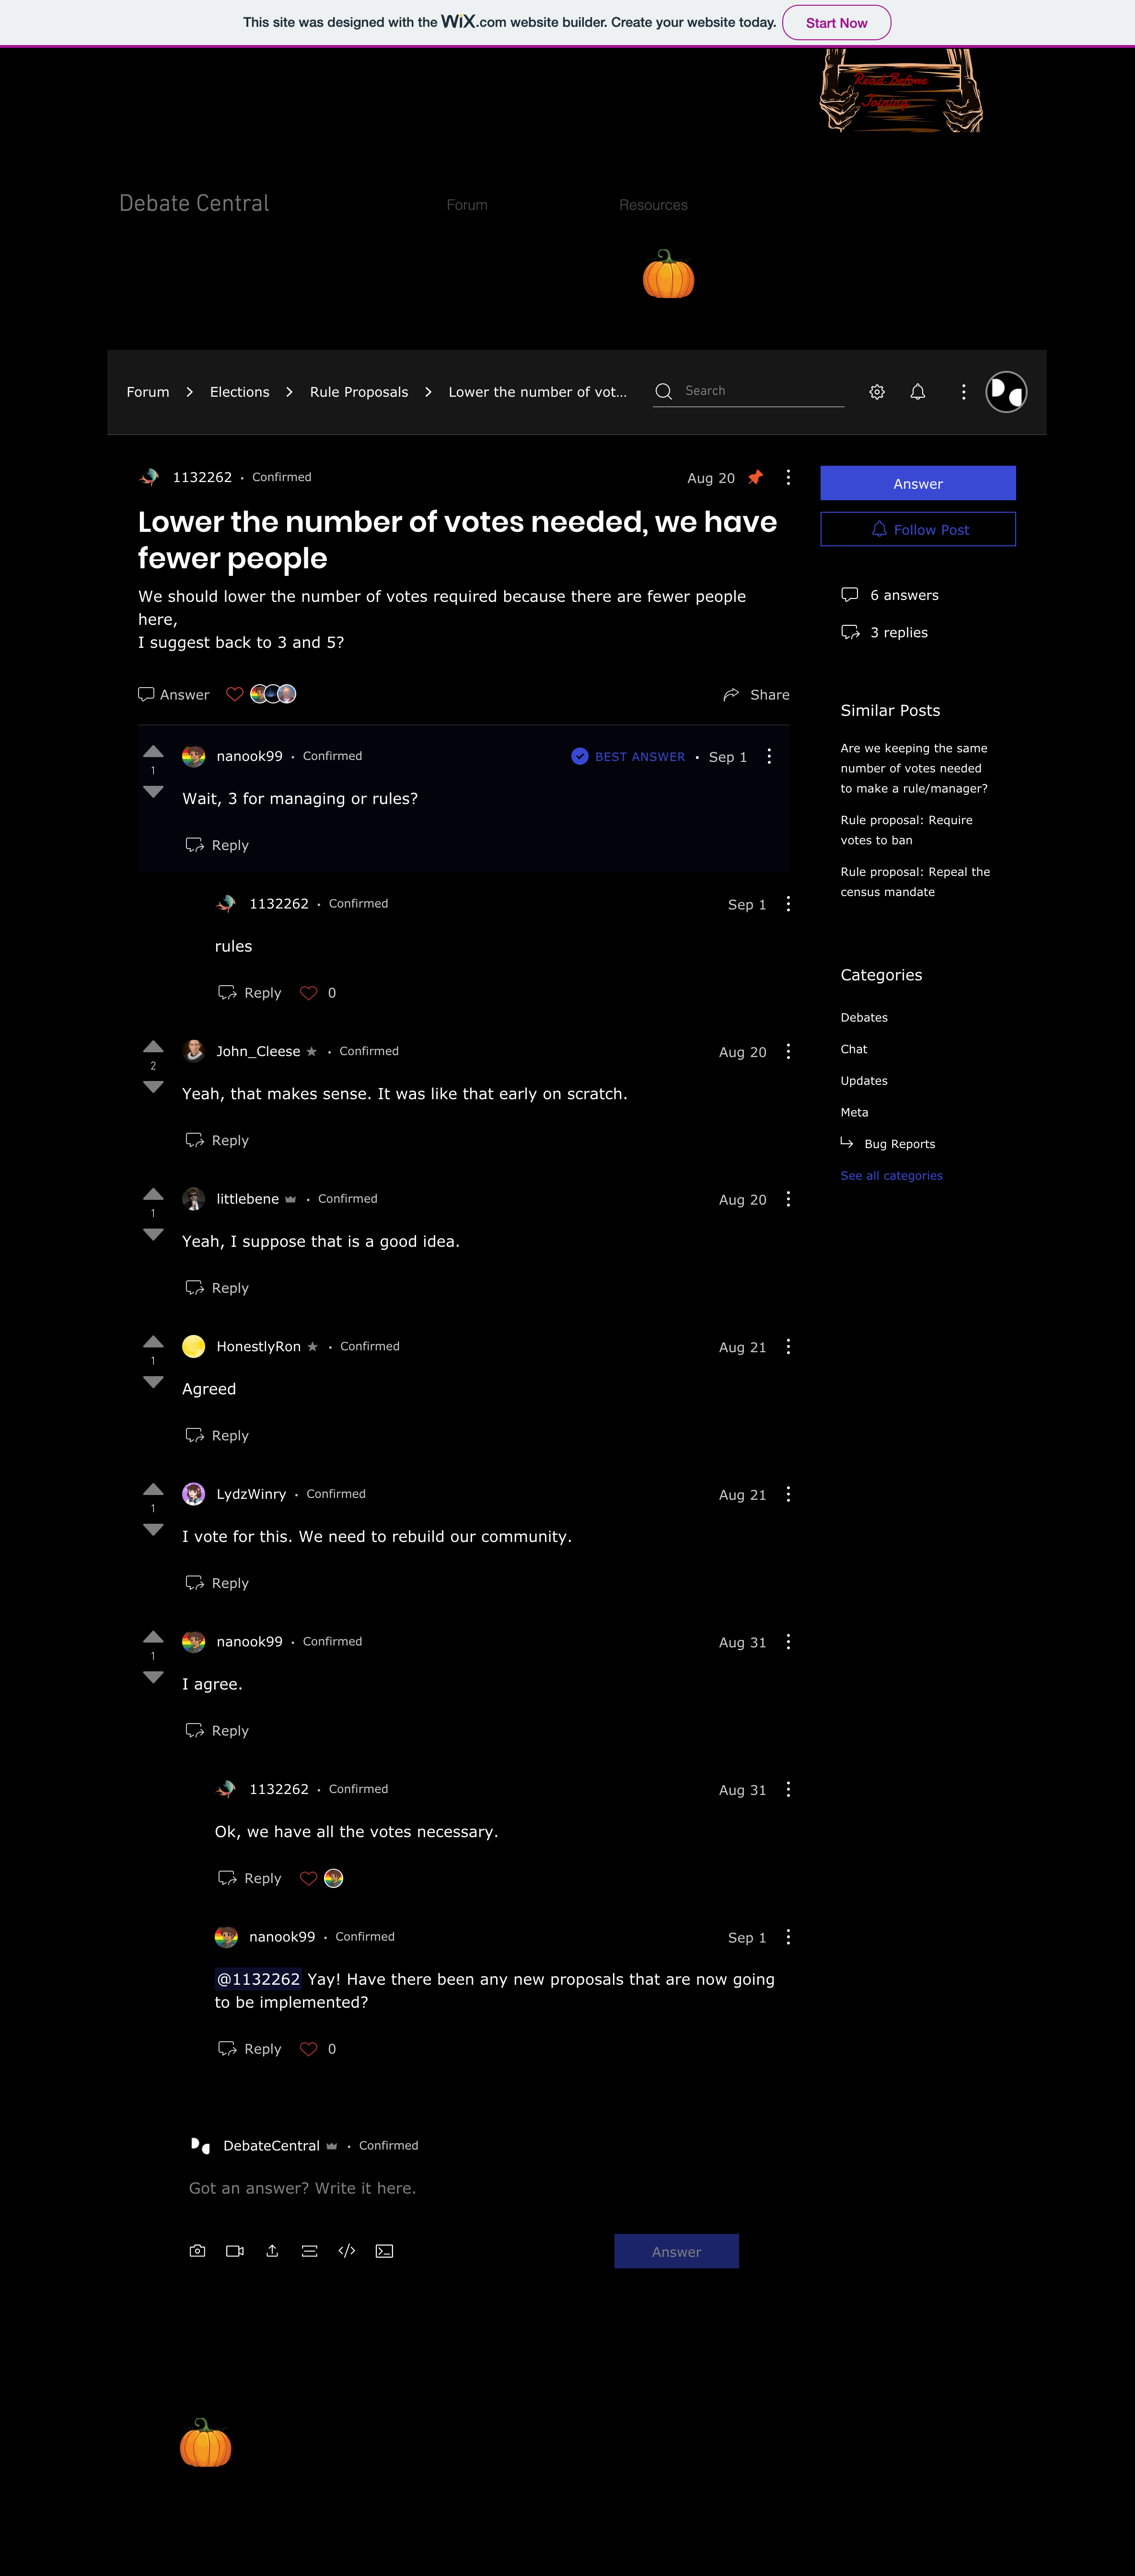 This site was designed with the WiX.com website builder. Create your website today. Start Now
Read Before
Joining
Debate Central Forum Resources
Forum Elections Rule Proposals Lower the number of vot... Search
1132262 • Confirmed Aug 20
Lower the number of votes needed, we have
fewer people
We should lower the number of votes required because there are fewer people
here,
I suggest back to 3 and 5?
Answer Share
1
nanook99 • Confirmed BEST ANSWER • Sep 1
Wait, 3 for managing or rules?
Reply
1132262 • Confirmed Sep 1
rules
Reply 0
2
John_Cleese • Confirmed Aug 20
Yeah, that makes sense. It was like that early on scratch.
Reply
1
littlebene • Confirmed Aug 20
Yeah, I suppose that is a good idea.
Reply
1
HonestlyRon • Confirmed Aug 21
Agreed
Reply
1
LydzWinry • Confirmed Aug 21
I vote for this. We need to rebuild our community.
Reply
1
nanook99 • Confirmed Aug 31
I agree.
Reply
1132262 • Confirmed Aug 31
Ok, we have all the votes necessary.
Reply
nanook99 • Confirmed Sep 1
@1132262 Yay! Have there been any new proposals that are now going
to be implemented?
Reply 0
DebateCentral • Confirmed
Got an answer? Write it here.
Answer
Answer
Follow Post
6 answers
3 replies
Similar Posts
Are we keeping the same
number of votes needed
to make a rule/manager?
Rule proposal: Require
votes to ban
Rule proposal: Repeal the
census mandate
Categories
Debates
Chat
Updates
Meta
Bug Reports
See all categories